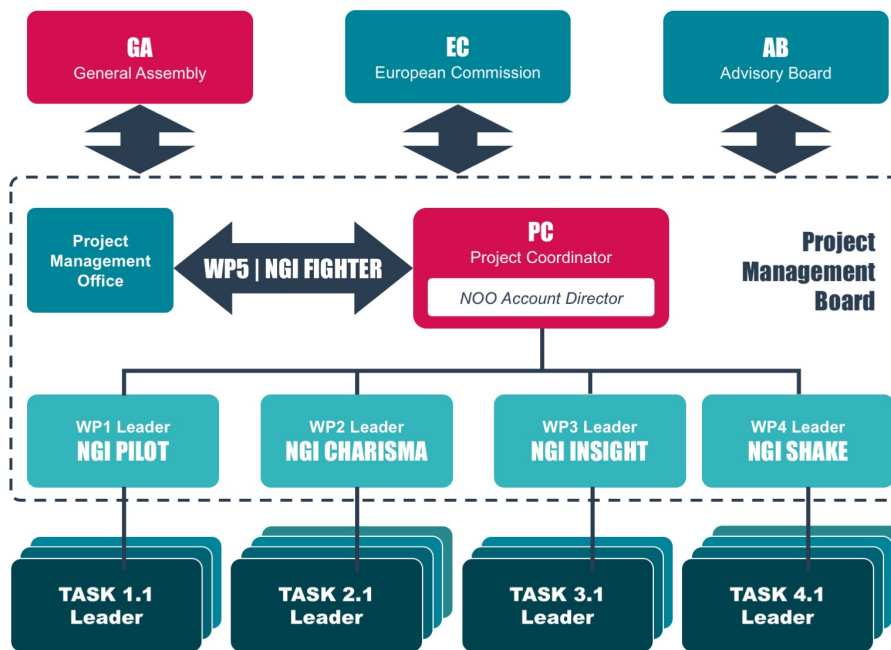 GA
General Assembly
EC
European Commission
AB
Advisory Board
Project
Management
Office
WP5 | NGI FIGHTER
PC
Project Coordinator
NOO Account Director
Project
Management
Board
WP1 Leader
NGI PILOT
WP2 Leader
NGI CHARISMA
WP3 Leader
NGI INSIGHT
WP4 Leader
NGI SHAKE
TASK 1.1
Leader
TASK 2.1
Leader
TASK 3.1
Leader
TASK 4.1
Leader